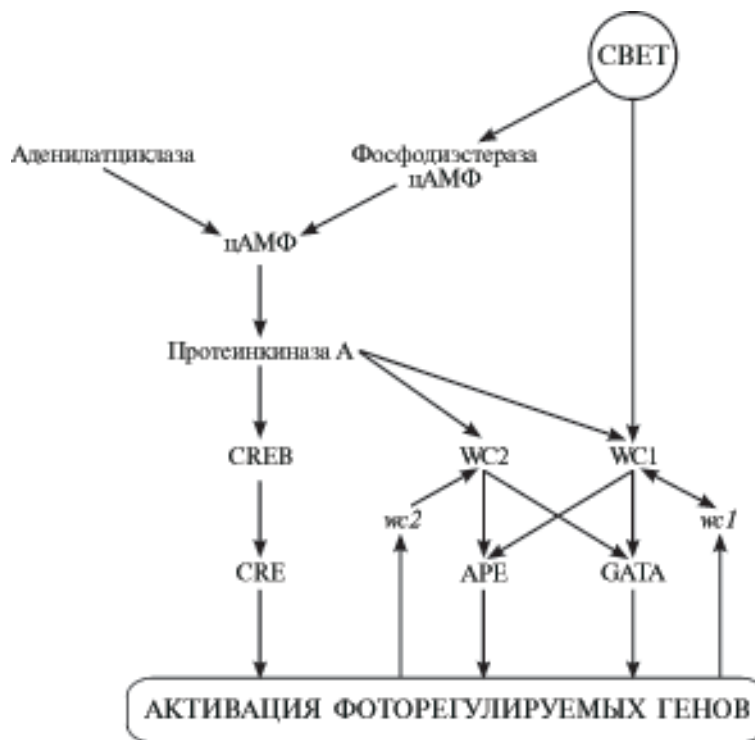 СВЕТ
Аденилатциклаза
Фосфодиэстераза
цАМФ
цАМФ
Протеинкиназа А
CREB
WC2
WC1
wc2
wc1
CRE
APE
GATA
АКТИВАЦИЯ ФОТОРЕГУЛИРУЕМЫХ ГЕНОВ